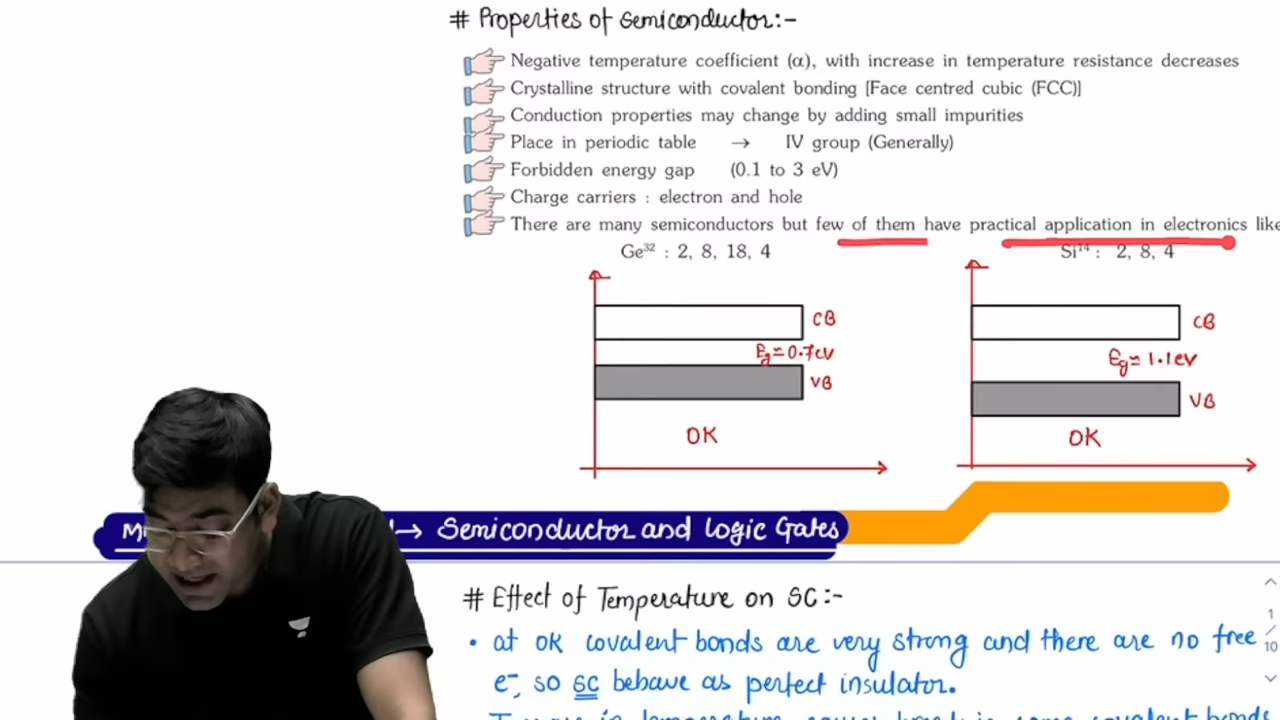 # Properties of Semiconductor:-
Negative temperature coefficient (α), with increase in temperature resistance decreases
Crystalline structure with covalent bonding [Face centred cubic (FCC)]
Conduction properties may change by adding small impurities
Place in periodic table → IV group (Generally)
Forbidden energy gap (0.1 to 3 eV)
Charge carriers : electron and hole
There are many semiconductors but few of them have practical application in electronics like
Ge³² : 2, 8, 18, 4
Si¹⁴ : 2, 8, 4
CB
Eg = 0.7eV
VB
OK
CB
Eg = 1.1eV
VB
OK
→ Semiconductor and Logic Gates
# Effect of Temperature on SC:-
• at OK covalent bonds are very strong and there are no free
e⁻, so SC behave as perfect insulator.
1
/
10